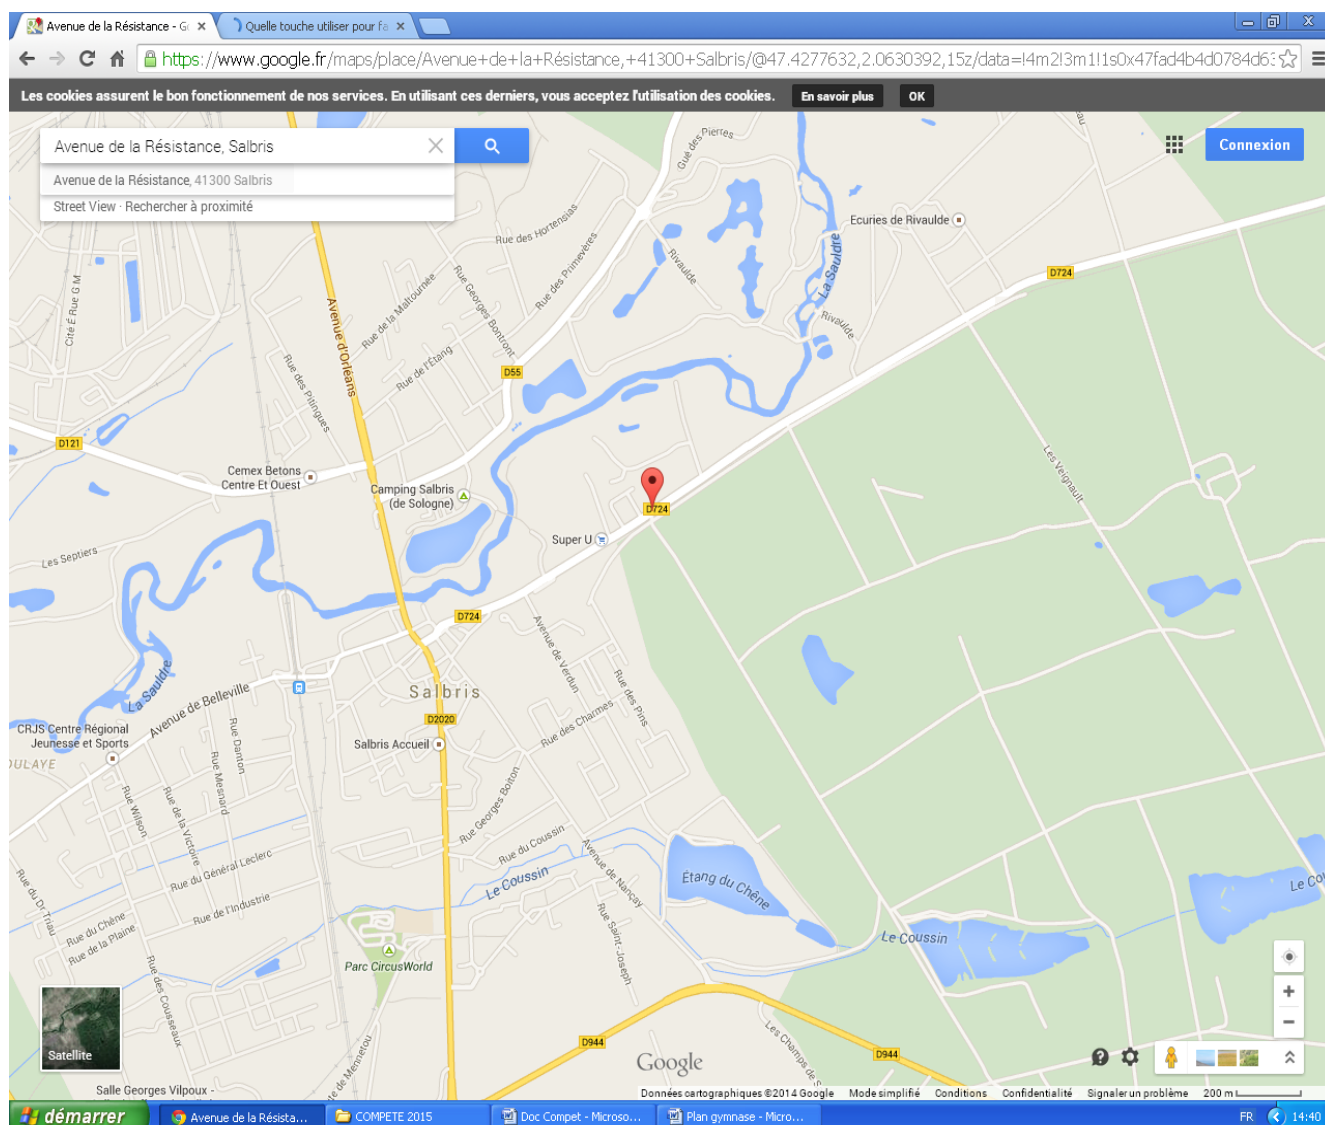 Avenue de la Résistance - Go
Quelle touche utiliser pour fa
https://www.google.fr/maps/place/Avenue+de+la+Résistance,+41300+Salbris/@47.4277632,2.0630392,15z/data=!4m2!3m1!1s0x47fad4b4d0784d63
Les cookies assurent le bon fonctionnement de nos services. En utilisant ces derniers, vous acceptez l'utilisation des cookies. En savoir plus OK
Avenue de la Résistance, Salbris
Connexion
Avenue de la Résistance, 41300 Salbris
Street View · Rechercher à proximité
Gué des Pierres
Ecuries de Rivaulde
Rue des Hortensias
Rue des Primevères
Rivaulde
La Sauldre
D724
Cité É Rue G M
Rue de la Maltournée
Rue Georges Bontront
Avenue d'Orléans
Rivaulde
Rue des Pitingues
Rue de l'Étang
D55
D121
Cemex Betons
Centre Et Ouest
Camping Salbris
(de Sologne)
Les Veignault
D724
Super U
Les Septiers
D724
Avenue de Verdun
La Sauldre
Avenue de Belleville
Salbris
Rue des Pins
D2020
Rue des Charmes
CRJS Centre Régional
Jeunesse et Sports
OULAYE
Salbris Accueil
Rue Danton
Rue Mesnard
Rue Wilson
Rue de la Victoire
Rue Georges Boiton
Rue du Coussin
Avenue de Nançay
Rue du Général Leclerc
Le Coussin
Étang du Chêne
Le Co
Rue du Dr Triau
Rue de l'Industrie
Rue du Chêne
Rue de la Plaine
Rue Saint-Joseph
Le Coussin
Parc CircusWorld
Rue des Cousseaux
Satellite
D944
D944
Les Champs de S
Rue de Mennetou
Google
Salle Georges Vilpoux -
Données cartographiques ©2014 Google Mode simplifié Conditions Confidentialité Signaler un problème 200 m
démarrer Avenue de la Résista... COMPETE 2015 Doc Compet - Microso... Plan gymnase - Micro... FR 14:40